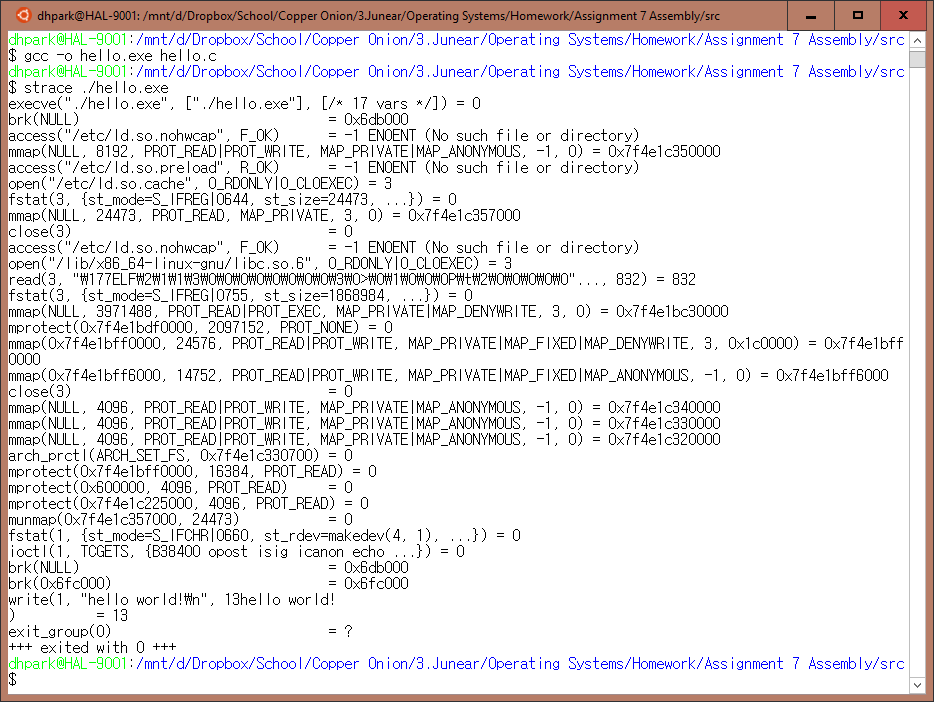 dhpark@HAL-9001: /mnt/d/Dropbox/School/Copper Onion/3.Junear/Operating Systems/Homework/Assignment 7 Assembly/src
dhpark@HAL-9001:/mnt/d/Dropbox/School/Copper Onion/3.Junear/Operating Systems/Homework/Assignment 7 Assembly/src
$ gcc -o hello.exe hello.c
dhpark@HAL-9001:/mnt/d/Dropbox/School/Copper Onion/3.Junear/Operating Systems/Homework/Assignment 7 Assembly/src
$ strace ./hello.exe
execve("./hello.exe", ["./hello.exe"], [/* 17 vars */]) = 0
brk(NULL)                               = 0x6db000
access("/etc/ld.so.nohwcap", F_OK)      = -1 ENOENT (No such file or directory)
mmap(NULL, 8192, PROT_READ|PROT_WRITE, MAP_PRIVATE|MAP_ANONYMOUS, -1, 0) = 0x7f4e1c350000
access("/etc/ld.so.preload", R_OK)      = -1 ENOENT (No such file or directory)
open("/etc/ld.so.cache", O_RDONLY|O_CLOEXEC) = 3
fstat(3, {st_mode=S_IFREG|0644, st_size=24473, ...}) = 0
mmap(NULL, 24473, PROT_READ, MAP_PRIVATE, 3, 0) = 0x7f4e1c357000
close(3)                                = 0
access("/etc/ld.so.nohwcap", F_OK)      = -1 ENOENT (No such file or directory)
open("/lib/x86_64-linux-gnu/libc.so.6", O_RDONLY|O_CLOEXEC) = 3
read(3, "₩177ELF₩2₩1₩1₩3₩0₩0₩0₩0₩0₩0₩0₩0₩3₩0>₩0₩1₩0₩0₩0P₩t₩2₩0₩0₩0₩0₩0"..., 832) = 832
fstat(3, {st_mode=S_IFREG|0755, st_size=1868984, ...}) = 0
mmap(NULL, 3971488, PROT_READ|PROT_EXEC, MAP_PRIVATE|MAP_DENYWRITE, 3, 0) = 0x7f4e1bc30000
mprotect(0x7f4e1bdf0000, 2097152, PROT_NONE) = 0
mmap(0x7f4e1bff0000, 24576, PROT_READ|PROT_WRITE, MAP_PRIVATE|MAP_FIXED|MAP_DENYWRITE, 3, 0x1c0000) = 0x7f4e1bff
0000
mmap(0x7f4e1bff6000, 14752, PROT_READ|PROT_WRITE, MAP_PRIVATE|MAP_FIXED|MAP_ANONYMOUS, -1, 0) = 0x7f4e1bff6000
close(3)                                = 0
mmap(NULL, 4096, PROT_READ|PROT_WRITE, MAP_PRIVATE|MAP_ANONYMOUS, -1, 0) = 0x7f4e1c340000
mmap(NULL, 4096, PROT_READ|PROT_WRITE, MAP_PRIVATE|MAP_ANONYMOUS, -1, 0) = 0x7f4e1c330000
mmap(NULL, 4096, PROT_READ|PROT_WRITE, MAP_PRIVATE|MAP_ANONYMOUS, -1, 0) = 0x7f4e1c320000
arch_prctl(ARCH_SET_FS, 0x7f4e1c330700) = 0
mprotect(0x7f4e1bff0000, 16384, PROT_READ) = 0
mprotect(0x600000, 4096, PROT_READ)     = 0
mprotect(0x7f4e1c225000, 4096, PROT_READ) = 0
munmap(0x7f4e1c357000, 24473)           = 0
fstat(1, {st_mode=S_IFCHR|0660, st_rdev=makedev(4, 1), ...}) = 0
ioctl(1, TCGETS, {B38400 opost isig icanon echo ...}) = 0
brk(NULL)                               = 0x6db000
brk(0x6fc000)                           = 0x6fc000
write(1, "hello world!₩n", 13hello world!
)          = 13
exit_group(0)                           = ?
+++ exited with 0 +++
dhpark@HAL-9001:/mnt/d/Dropbox/School/Copper Onion/3.Junear/Operating Systems/Homework/Assignment 7 Assembly/src
$